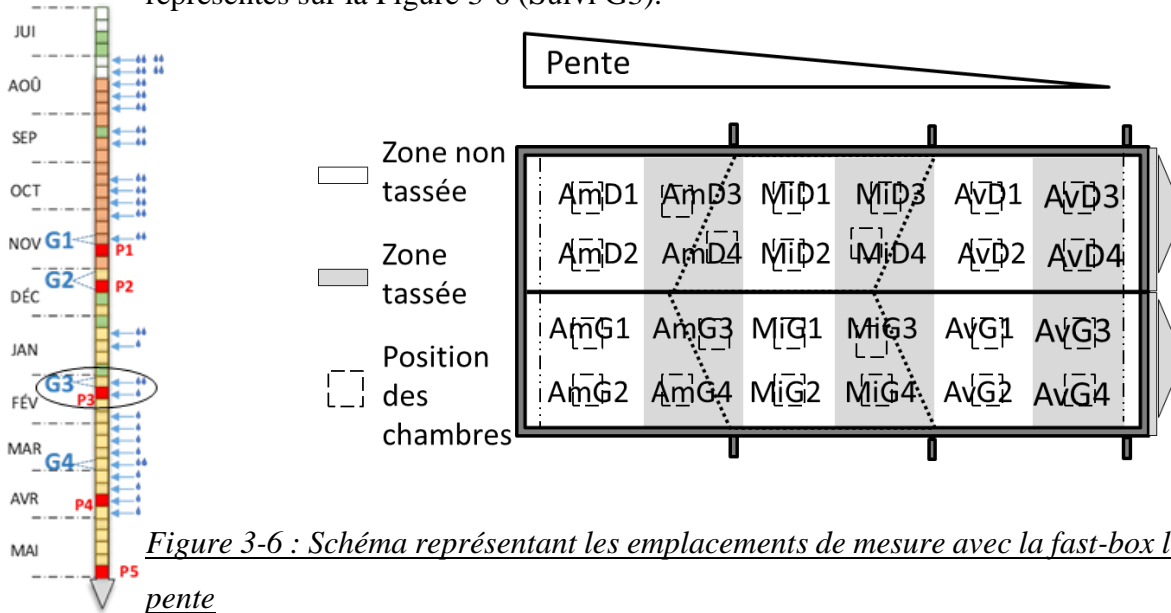 représentés sur la Figure 3-6 (Suivi G3).
JUI
AOÛ
SEP
OCT
NOV G1 P1
G2 P2
DÉC
JAN
G3
P3
FÉV
MAR G4
AVR P4
MAI
P5
Pente
Zone non
tassée
Zone
tassée
Position
des
chambres
AmD1 AmD3 MiD1 MiD3 AvD1 AvD3
AmD2 AmD4 MiD2 MiD4 AvD2 AvD4
AmG1 AmG3 MiG1 MiG3 AvG1 AvG3
AmG2 AmG4 MiG2 MiG4 AvG2 AvG4
Figure 3-6 : Schéma représentant les emplacements de mesure avec la fast-box l
pente